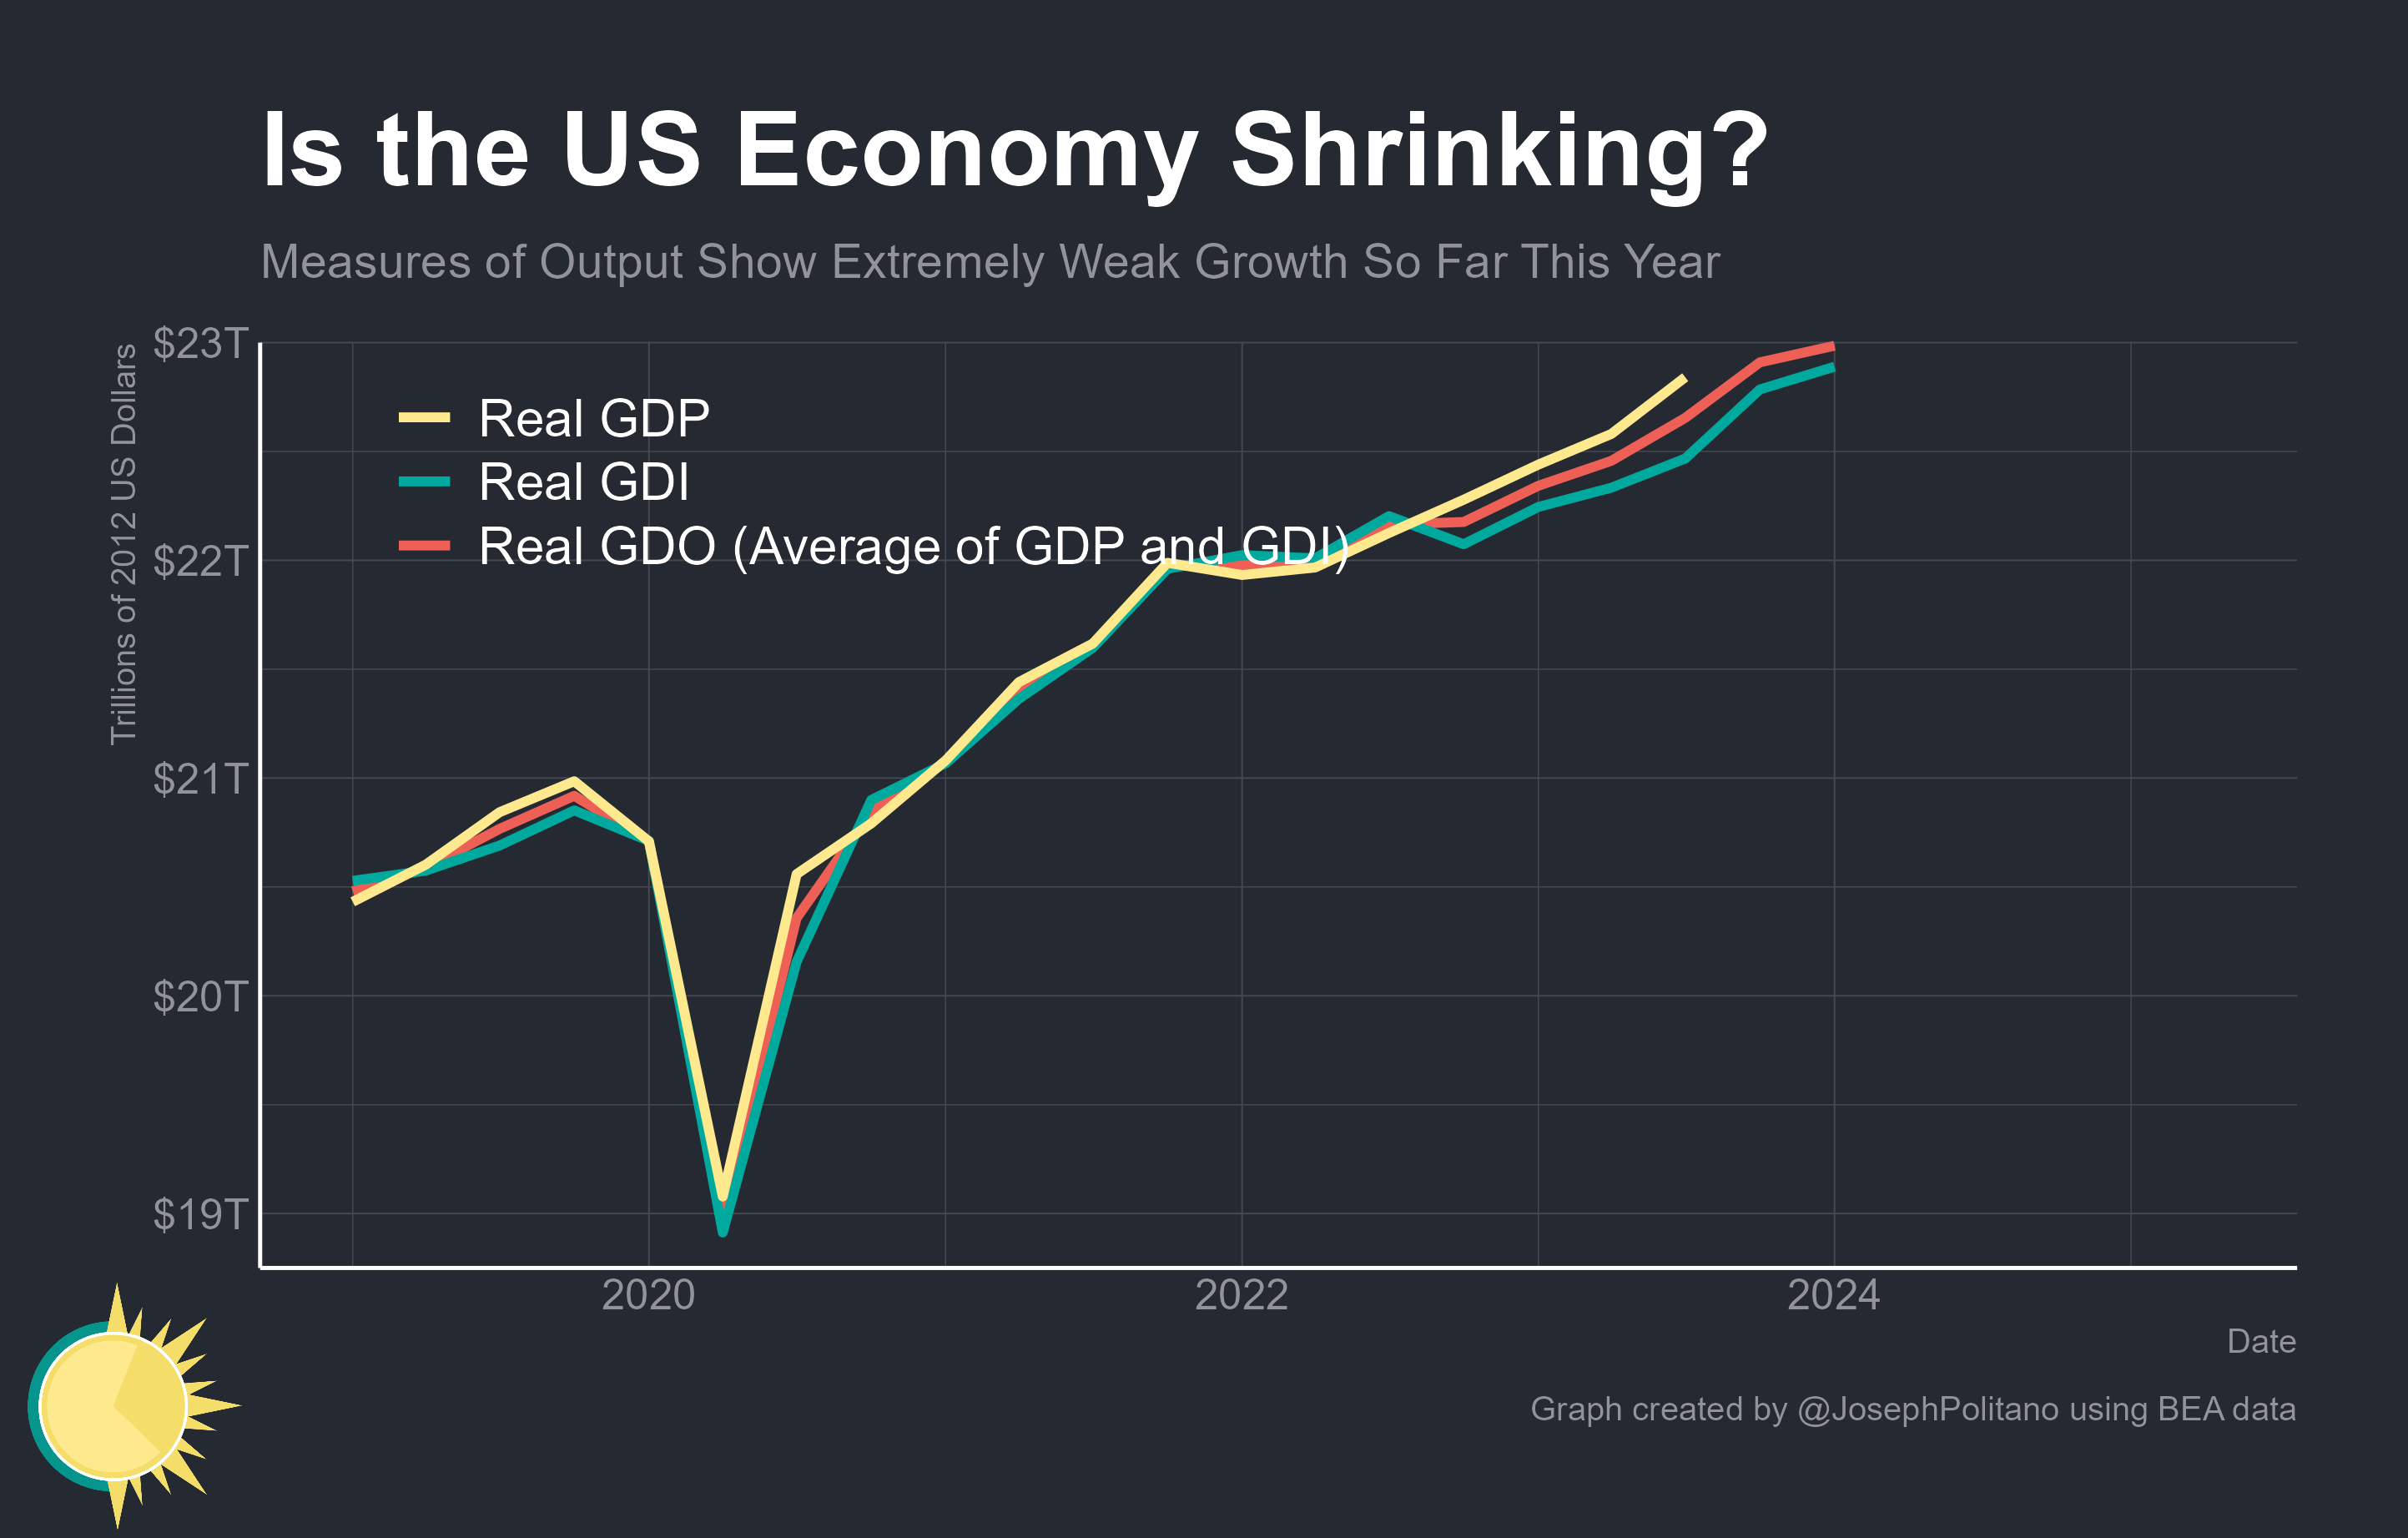 Is the US Economy Shrinking?
Measures of Output Show Extremely Weak Growth So Far This Year
Trillions of 2012 US Dollars
$23T
$22T
$21T
$20T
$19T
Real GDP
Real GDI
Real GDO (Average of GDP and GDI)
2020
2022
2024
Date
Graph created by @JosephPolitano using BEA data